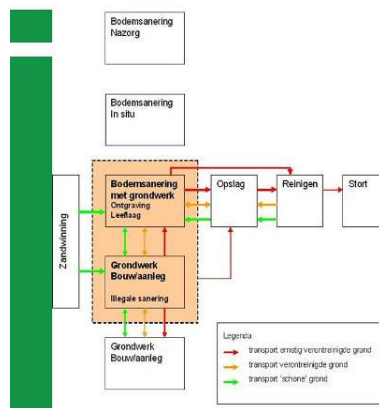 Bodemsanering
Nazorg
Bodemsanering
In situ
Zandwinning
Bodemsanering
met grondwerk
Ontgraving
Leeflaag
Opslag
Reinigen
Stort
Grondwerk
Bouw/aanleg
Illegale sanering
Grondwerk
Bouw/aanleg
Legenda
transport ernstig verontreinigde grond
transport verontreinigde grond
transport 'schone' grond